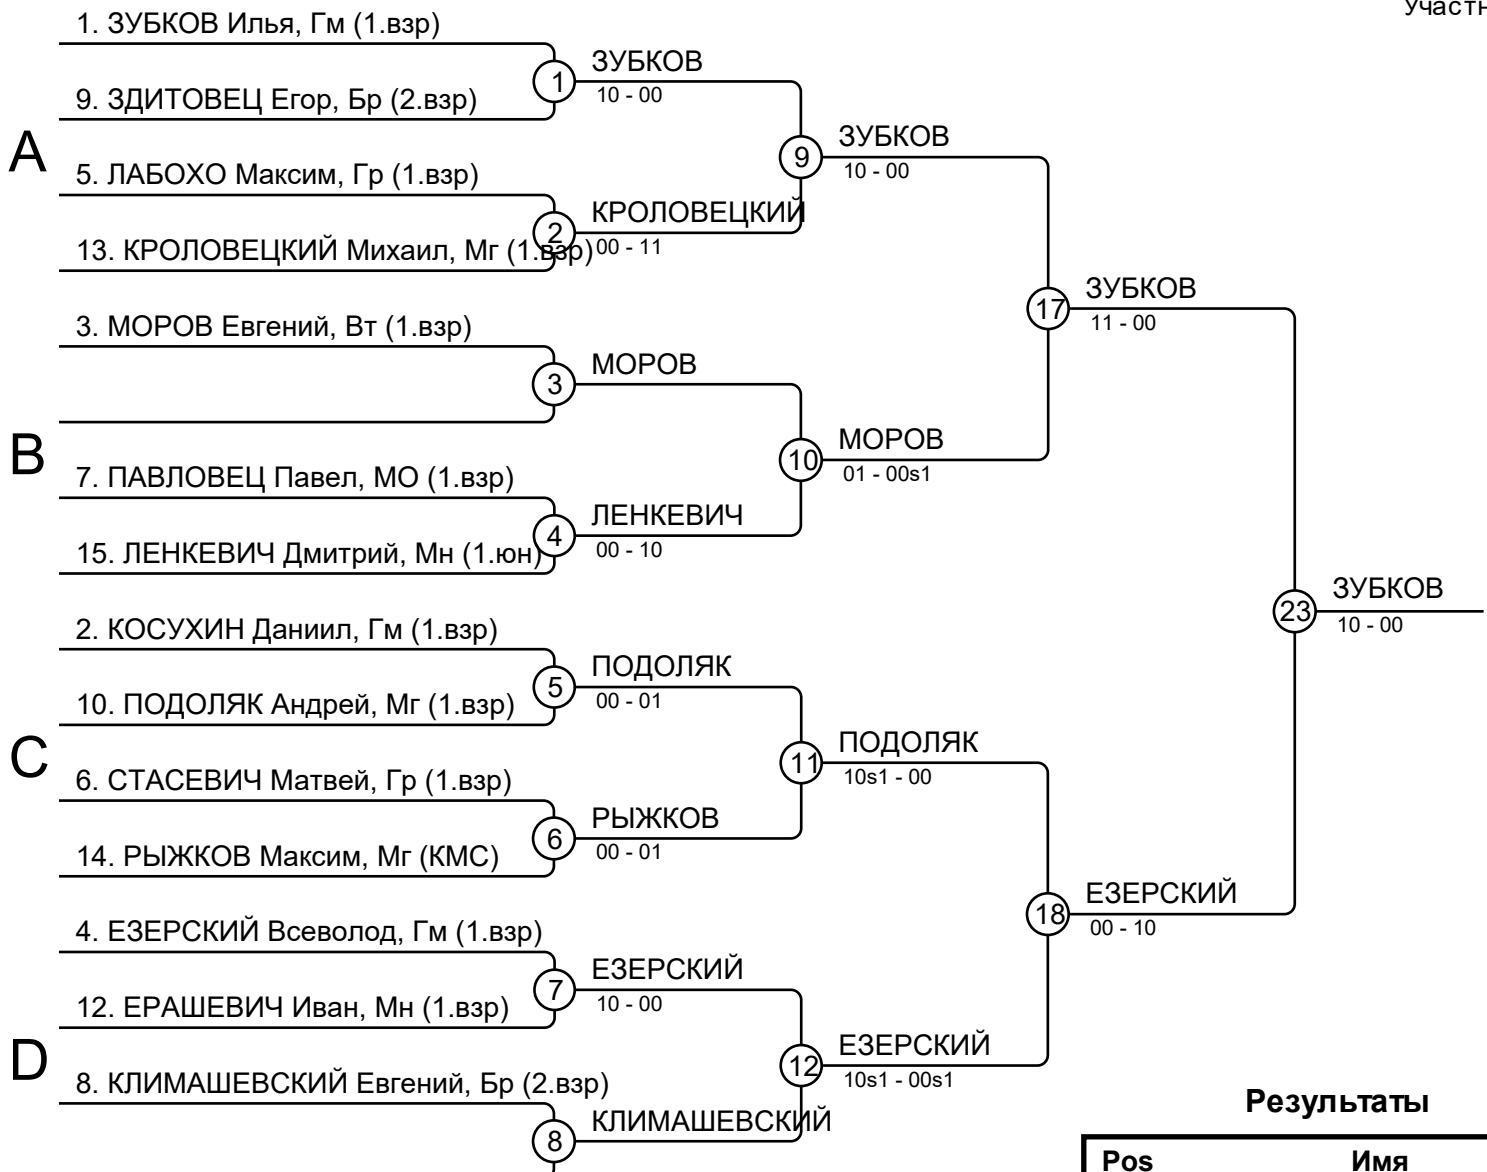 Участн
1. ЗУБКОВ Илья, Гм (1.взр)
1
ЗУБКОВ
10 - 00
9. ЗДИТОВЕЦ Егор, Бр (2.взр)
A
9
ЗУБКОВ
10 - 00
5. ЛАБОХО Максим, Гр (1.взр)
2
КРОЛОВЕЦКИЙ
00 - 11
13. КРОЛОВЕЦКИЙ Михаил, Мг (1.взр)
17
ЗУБКОВ
11 - 00
3. МОРОВ Евгений, Вт (1.взр)
3
МОРОВ
B
10
МОРОВ
01 - 00s1
7. ПАВЛОВЕЦ Павел, МО (1.взр)
4
ЛЕНКЕВИЧ
00 - 10
15. ЛЕНКЕВИЧ Дмитрий, Мн (1.юн)
23
ЗУБКОВ
10 - 00
2. КОСУХИН Даниил, Гм (1.взр)
5
ПОДОЛЯК
00 - 01
10. ПОДОЛЯК Андрей, Мг (1.взр)
C
11
ПОДОЛЯК
10s1 - 00
6. СТАСЕВИЧ Матвей, Гр (1.взр)
6
РЫЖКОВ
00 - 01
14. РЫЖКОВ Максим, Мг (КМС)
18
ЕЗЕРСКИЙ
00 - 10
4. ЕЗЕРСКИЙ Всеволод, Гм (1.взр)
7
ЕЗЕРСКИЙ
10 - 00
12. ЕРАШЕВИЧ Иван, Мн (1.взр)
D
12
ЕЗЕРСКИЙ
10s1 - 00s1
8. КЛИМАШЕВСКИЙ Евгений, Бр (2.взр)
8
КЛИМАШЕВСКИЙ
Результаты
Pos Имя